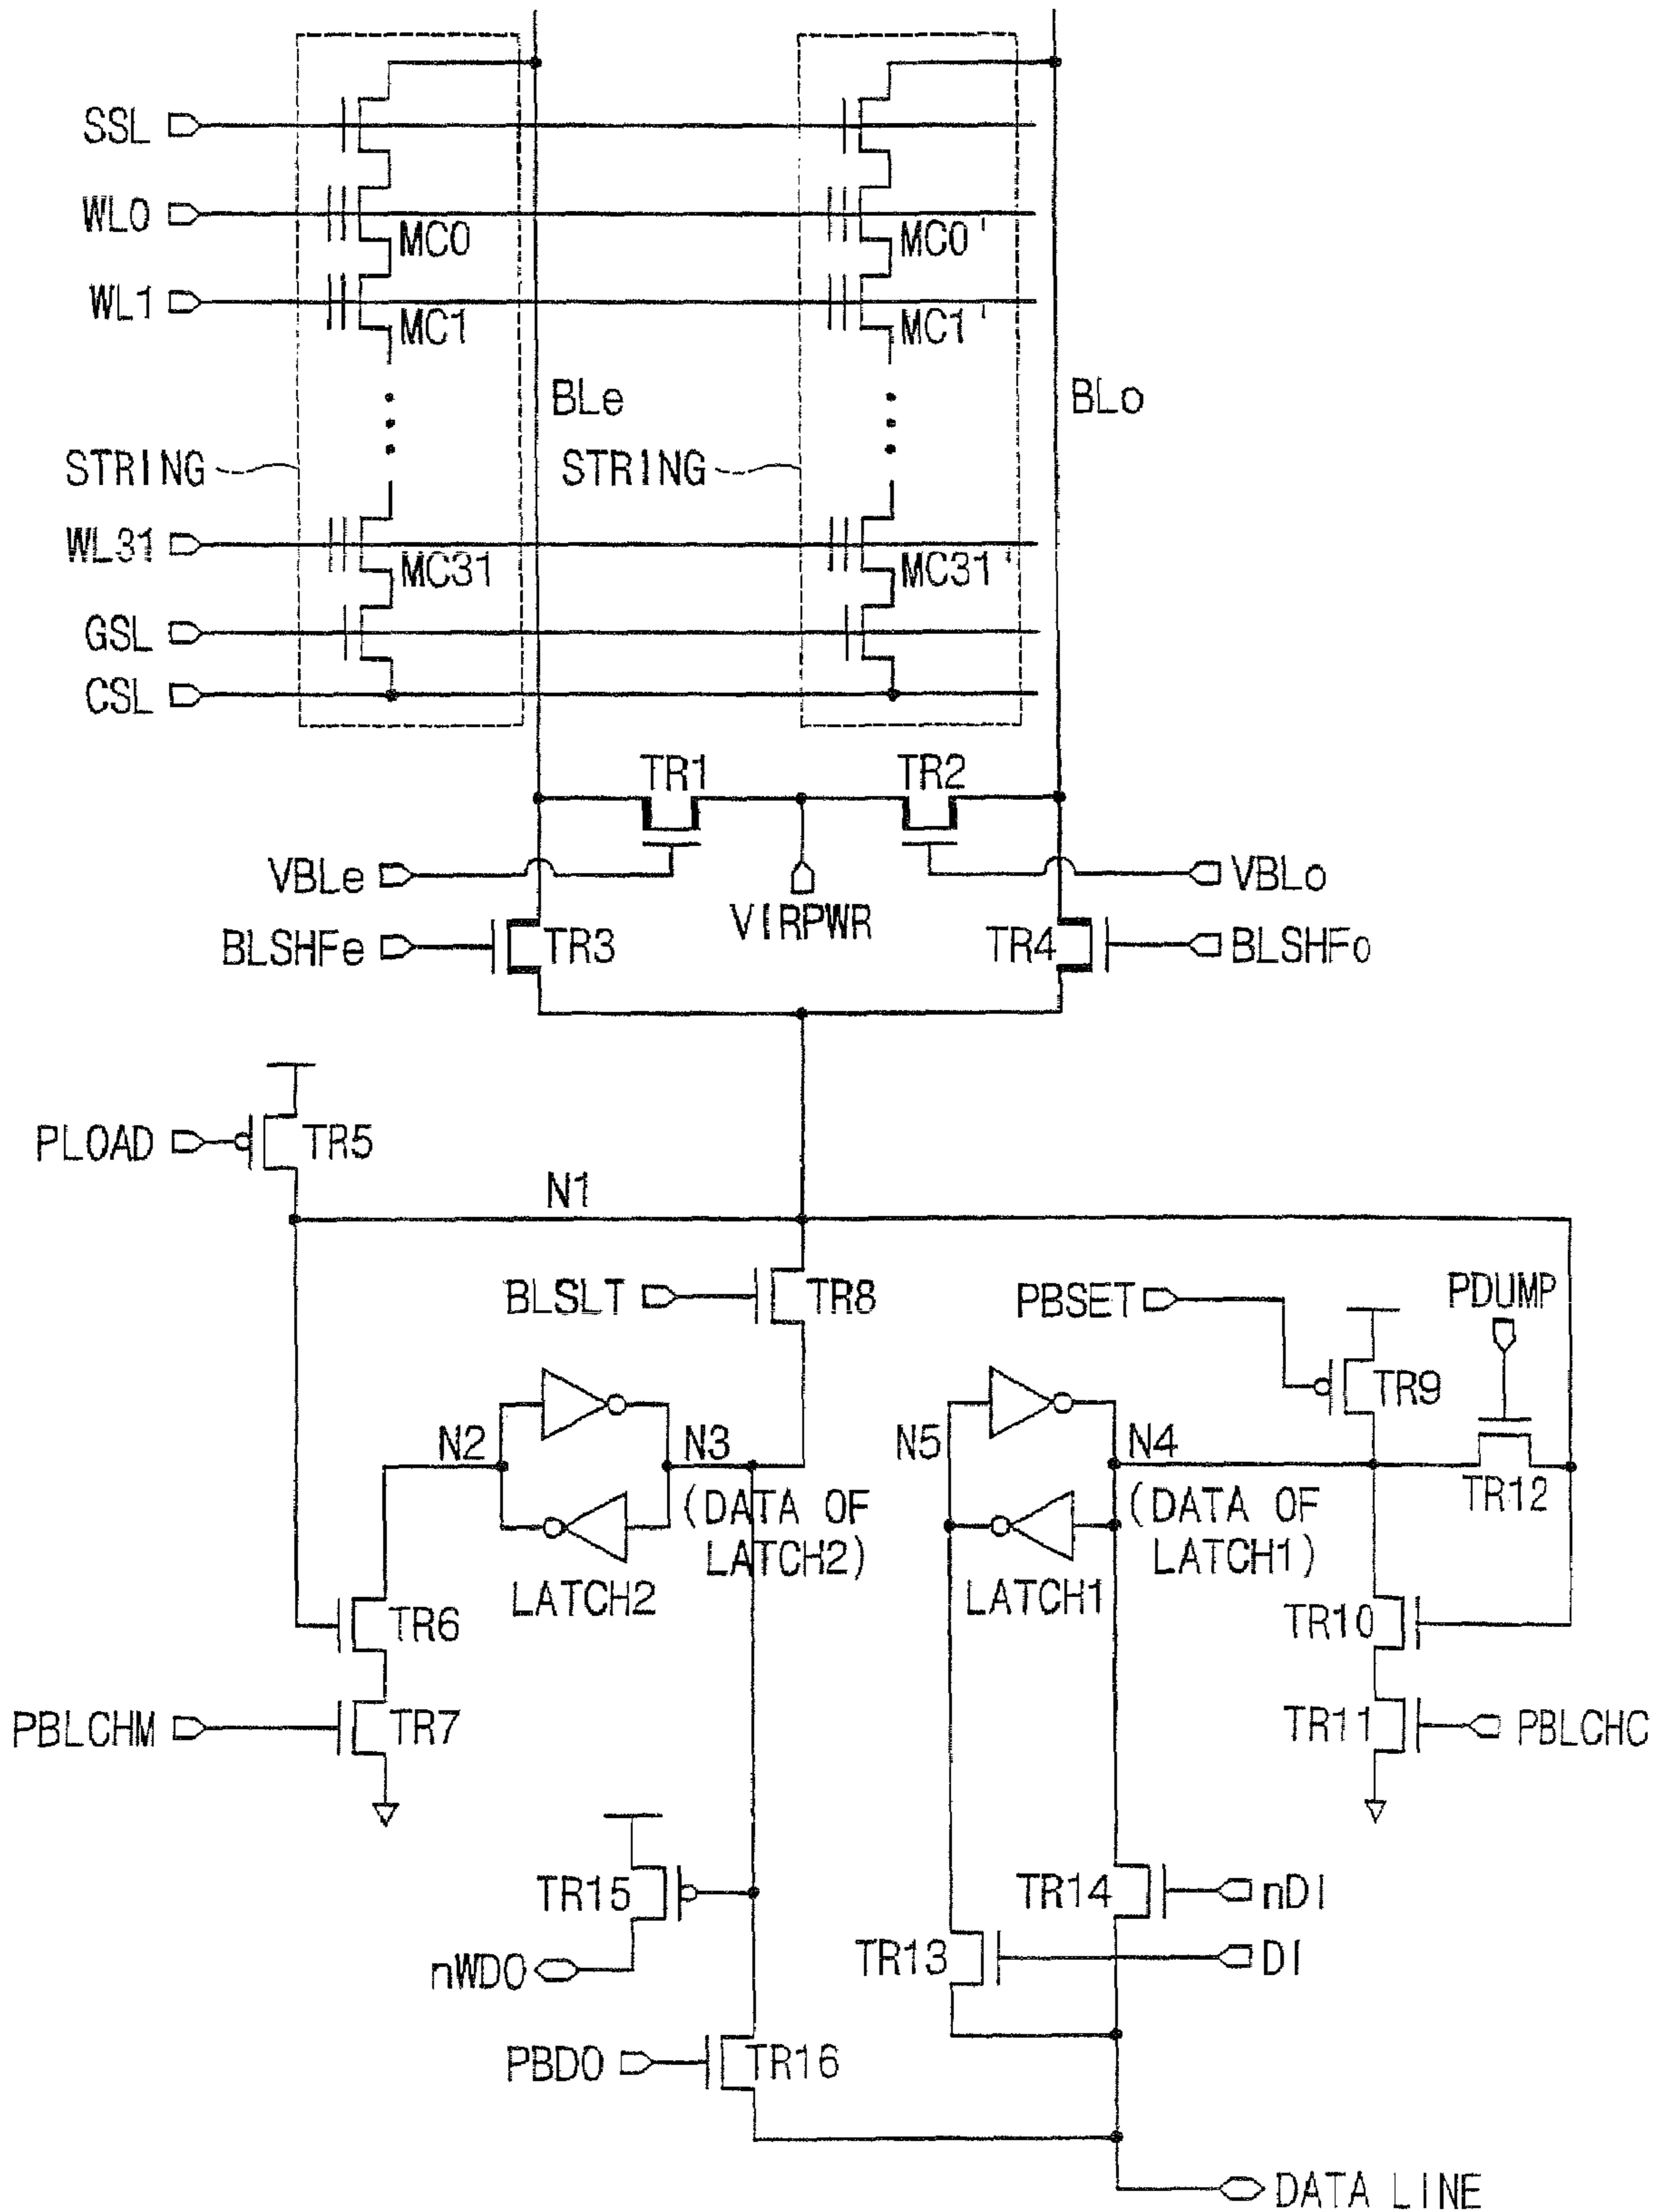 SSL
WL0
MC0
MC0'
WL1
MC1
MC1'
BLe
BLo
STRING
STRING
WL31
MC31
MC31'
GSL
CSL
TR1
TR2
VBLe
VIRPWR
VBLo
BLSHFe
TR3
TR4
BLSHFo
PLOAD
TR5
N1
BLSLT
TR8
PBSET
PDUMP
TR9
N2
N3
N5
N4
TR12
(DATA OF
LATCH2)
(DATA OF
LATCH1)
LATCH2
LATCH1
TR6
TR10
PBLCHM
TR7
TR11
PBLCHC
TR15
TR14
nDI
nWDO
TR13
DI
PBDO
TR16
DATA LINE